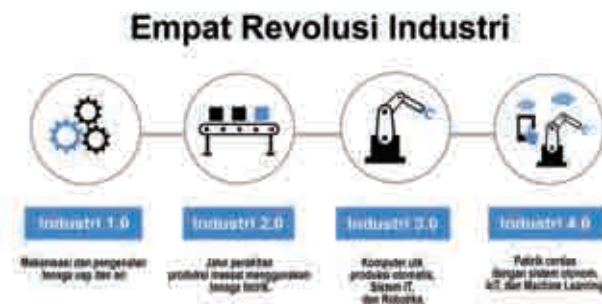 Empat Revolusi Industri
Industri 1.0
Mekanisasi dan pengenalan
tenaga uap dan air.
Industri 2.0
Jalur perakitan
produksi massal menggunakan
tenaga listrik.
Industri 3.0
Komputer utk
produksi otomatis,
Sistem IT,
dan Robotika.
Industri 4.0
Pabrik cerdas
dengan sistem otonom,
IoT, dan Machine Learning